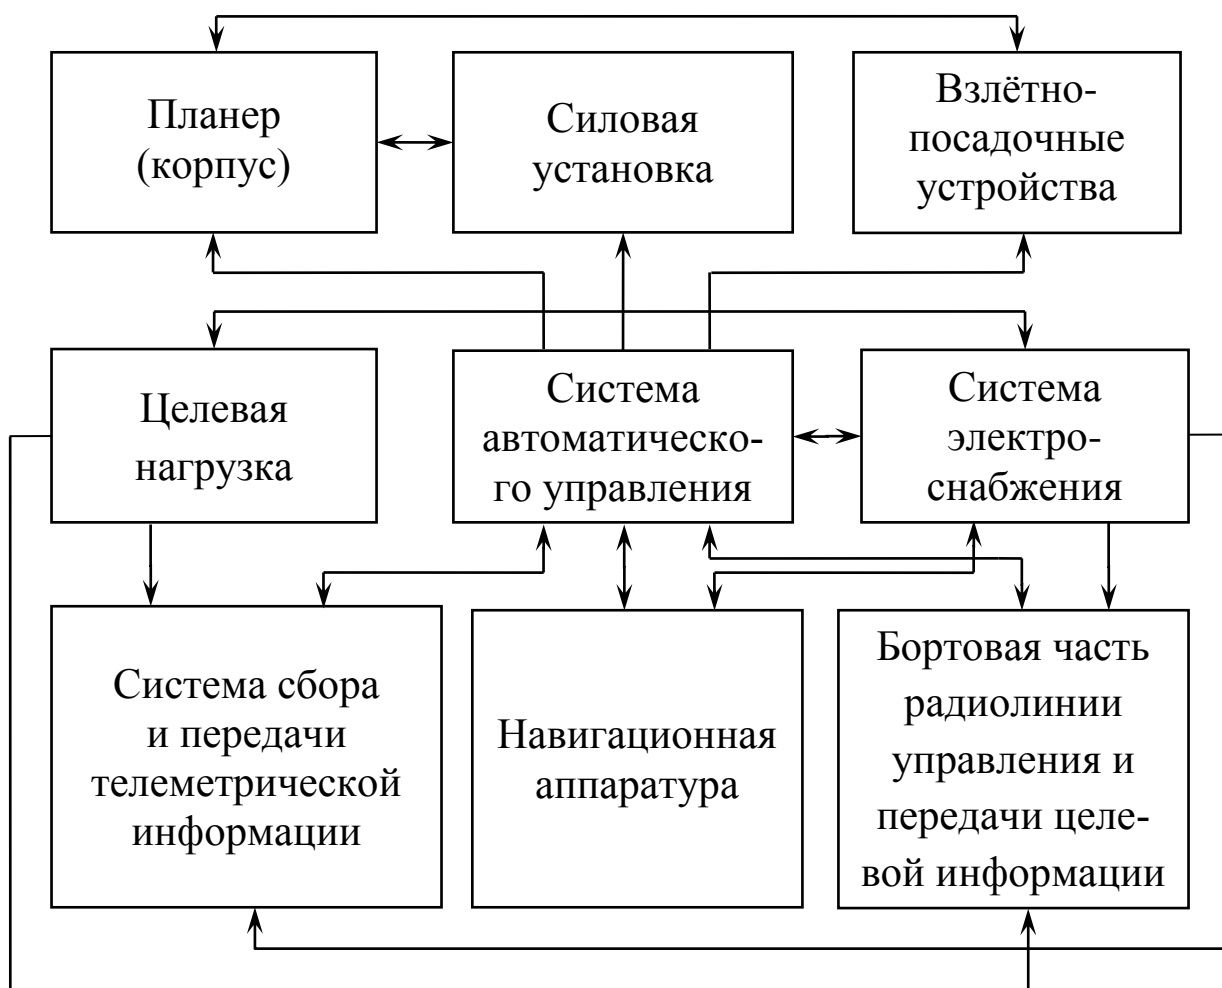 Планер
(корпус)
Силовая
установка
Взлётно-
посадочные
устройства
Целевая
нагрузка
Система
автоматическо-
го управления
Система
электро-
снабжения
Система сбора
и передачи
телеметрической
информации
Навигационная
аппаратура
Бортовая часть
радиолинии
управления и
передачи целе-
вой информации